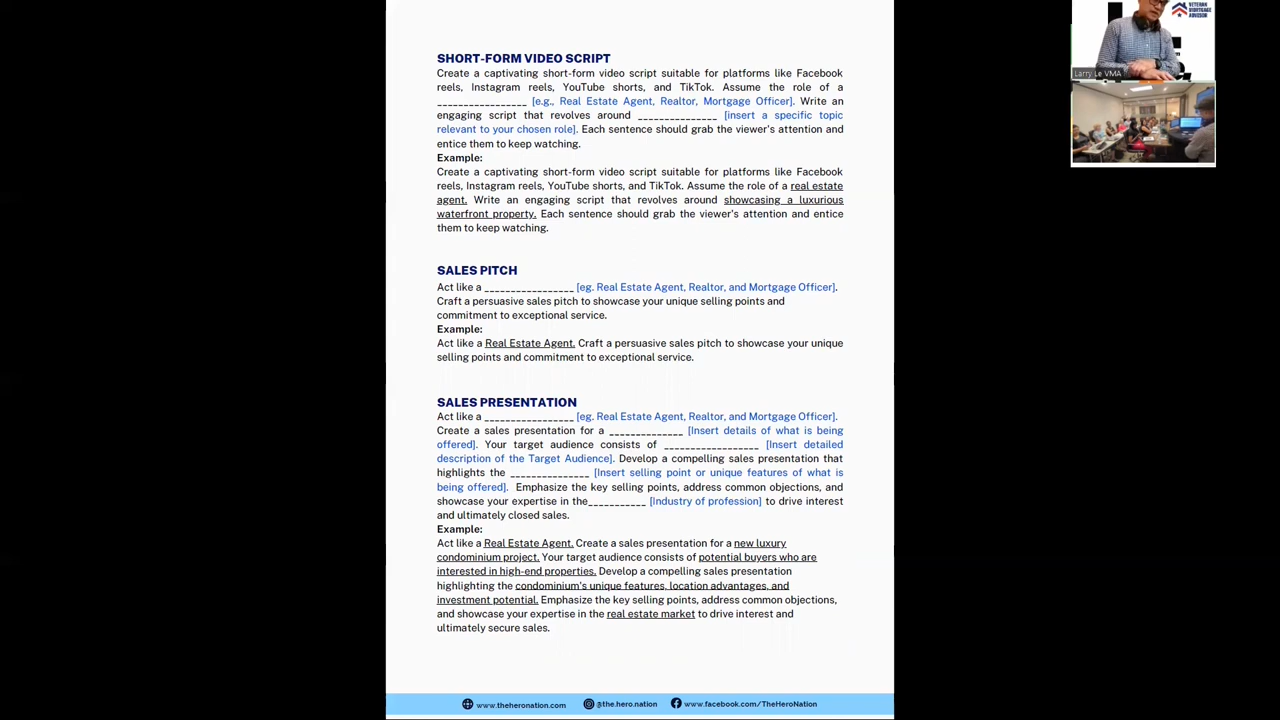 SHORT-FORM VIDEO SCRIPT
Create a captivating short-form video script suitable for platforms like Facebook
reels, Instagram reels, YouTube shorts, and TikTok. Assume the role of a
_________________ [e.g., Real Estate Agent, Realtor, Mortgage Officer]. Write an
engaging script that revolves around _______________ [insert a specific topic
relevant to your chosen role]. Each sentence should grab the viewer's attention and
entice them to keep watching.
Example:
Create a captivating short-form video script suitable for platforms like Facebook
reels, Instagram reels, YouTube shorts, and TikTok. Assume the role of a real estate
agent. Write an engaging script that revolves around showcasing a luxurious
waterfront property. Each sentence should grab the viewer's attention and entice
them to keep watching.
SALES PITCH
Act like a _________________ [eg. Real Estate Agent, Realtor, and Mortgage Officer].
Craft a persuasive sales pitch to showcase your unique selling points and
commitment to exceptional service.
Example:
Act like a Real Estate Agent. Craft a persuasive sales pitch to showcase your unique
selling points and commitment to exceptional service.
SALES PRESENTATION
Act like a _________________ [eg. Real Estate Agent, Realtor, and Mortgage Officer].
Create a sales presentation for a ______________ [Insert details of what is being
offered]. Your target audience consists of __________________ [Insert detailed
description of the Target Audience]. Develop a compelling sales presentation that
highlights the _______________ [Insert selling point or unique features of what is
being offered]. Emphasize the key selling points, address common objections, and
showcase your expertise in the___________ [Industry of profession] to drive interest
and ultimately closed sales.
Example:
Act like a Real Estate Agent. Create a sales presentation for a new luxury
condominium project. Your target audience consists of potential buyers who are
interested in high-end properties. Develop a compelling sales presentation
highlighting the condominium's unique features, location advantages, and
investment potential. Emphasize the key selling points, address common objections,
and showcase your expertise in the real estate market to drive interest and
ultimately secure sales.
www.theheronation.com @the.hero.nation www.facebook.com/TheHeroNation
VETERAN
MORTGAGE
ADVISOR
Larry Le VMA